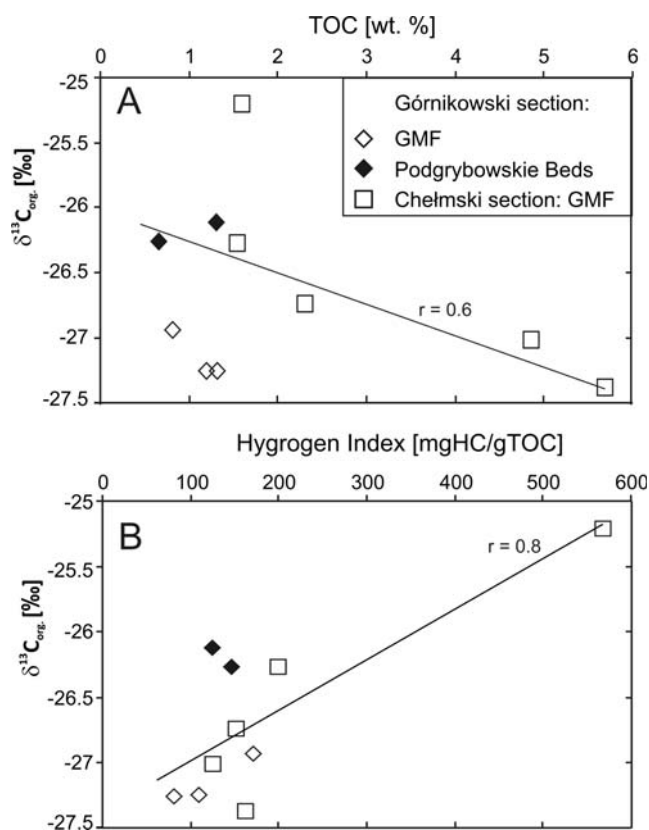 TOC [wt. %]
0 1 2 3 4 5 6
A
Górnikowski section:
GMF
Podgrybowskie Beds
Chełmski section: GMF
-25
-25.5
-26
-26.5
-27
-27.5
δ¹³Corg. [‰]
r = 0.6
Hygrogen Index [mgHC/gTOC]
100 200 300 400 500 600
B
-25
-25.5
-26
-26.5
-27
-27.5
δ¹³Corg. [‰]
r = 0.8